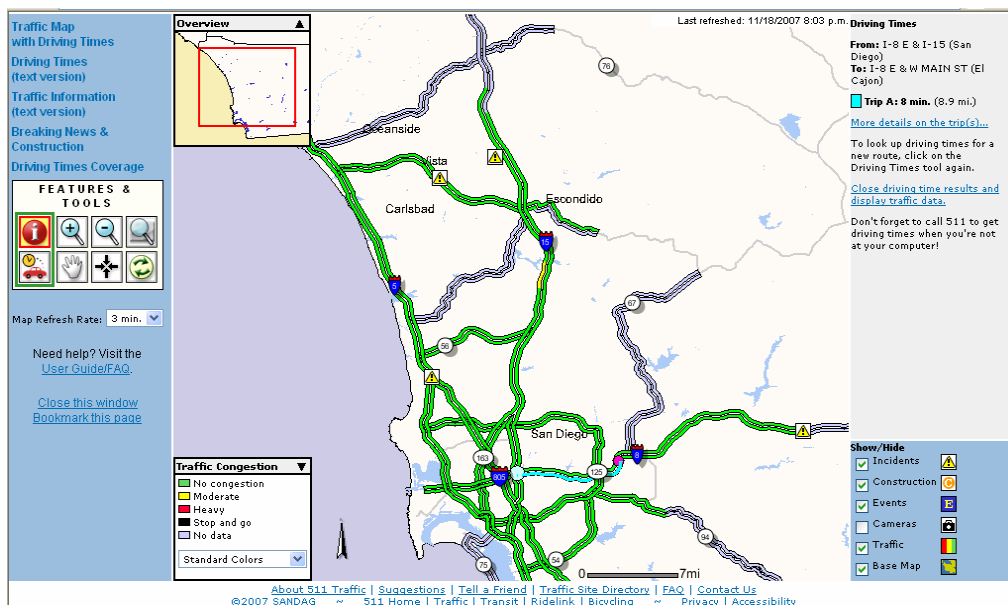 Traffic Map
with Driving Times
Driving Times
(text version)
Traffic Information
(text version)
Breaking News &
Construction
Driving Times Coverage
FEATURES &
TOOLS
Map Refresh Rate: 3 min.
Need help? Visit the
User Guide/FAQ.
Close this window
Bookmark this page
Overview
Last refreshed: 11/18/2007 8:03 p.m.
76
Oceanside
Vista
Carlsbad
Escondido
15
5
67
56
San Diego
163
805
125
8
94
54
75
0 7mi
Traffic Congestion
No congestion
Moderate
Heavy
Stop and go
No data
Standard Colors
Driving Times
From: I-8 E & I-15 (San
Diego)
To: I-8 E & W MAIN ST (El
Cajon)
Trip A: 8 min. (8.9 mi.)
More details on the trip(s)...
To look up driving times for a
new route, click on the
Driving Times tool again.
Close driving time results and
display traffic data.
Don't forget to call 511 to get
driving times when you're not
at your computer!
Show/Hide
Incidents
Construction C
Events E
Cameras
Traffic
Base Map
About 511 Traffic | Suggestions | Tell a Friend | Traffic Site Directory | FAQ | Contact Us
©2007 SANDAG ~ 511 Home | Traffic | Transit | Ridelink | Bicycling ~ Privacy | Accessibility